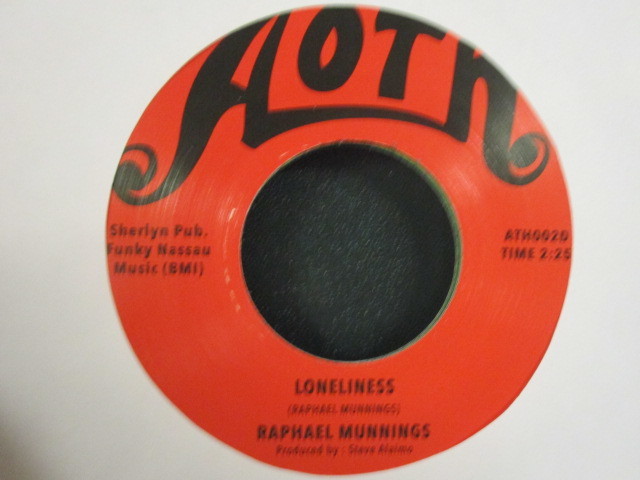 AOTN
Sherlyn Pub.
Funky Nassau
Music (BMI)
ATH002D
TIME 2:25
LONELINESS
(RAPHAEL MUNNINGS)
RAPHAEL MUNNINGS
Produced by : Steve Alaimo